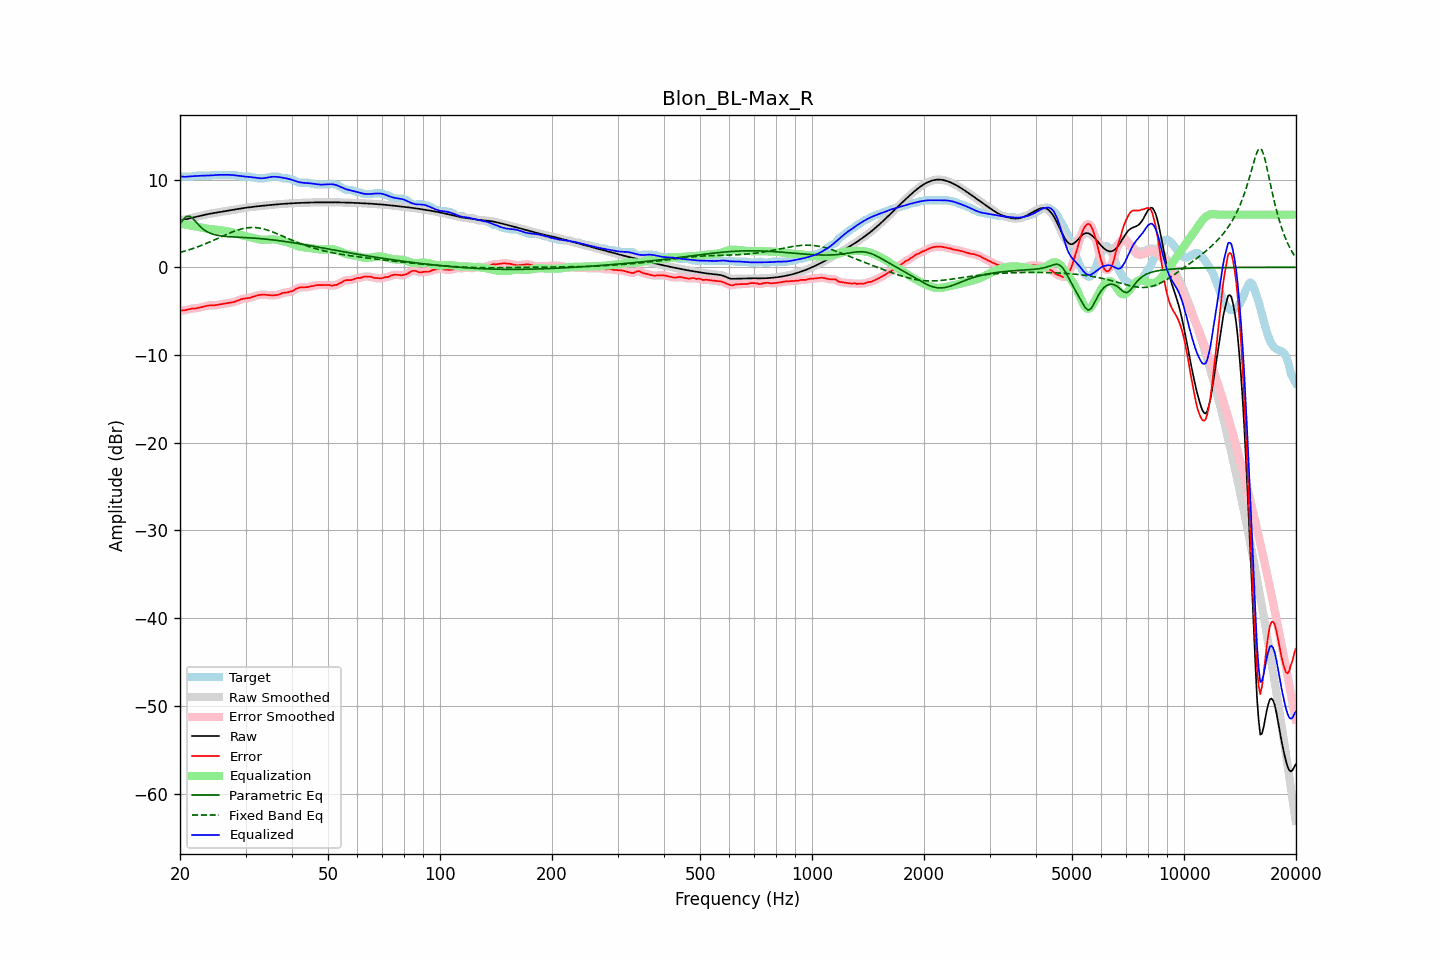 Blon_BL-Max_R
10
0
−10
−20
−30
−40
−50
−60
Amplitude (dBr)
Target
Raw Smoothed
Error Smoothed
Raw
Error
Equalization
Parametric Eq
Fixed Band Eq
Equalized
20 50 100 200 500 1000 2000 5000 10000 20000
Frequency (Hz)